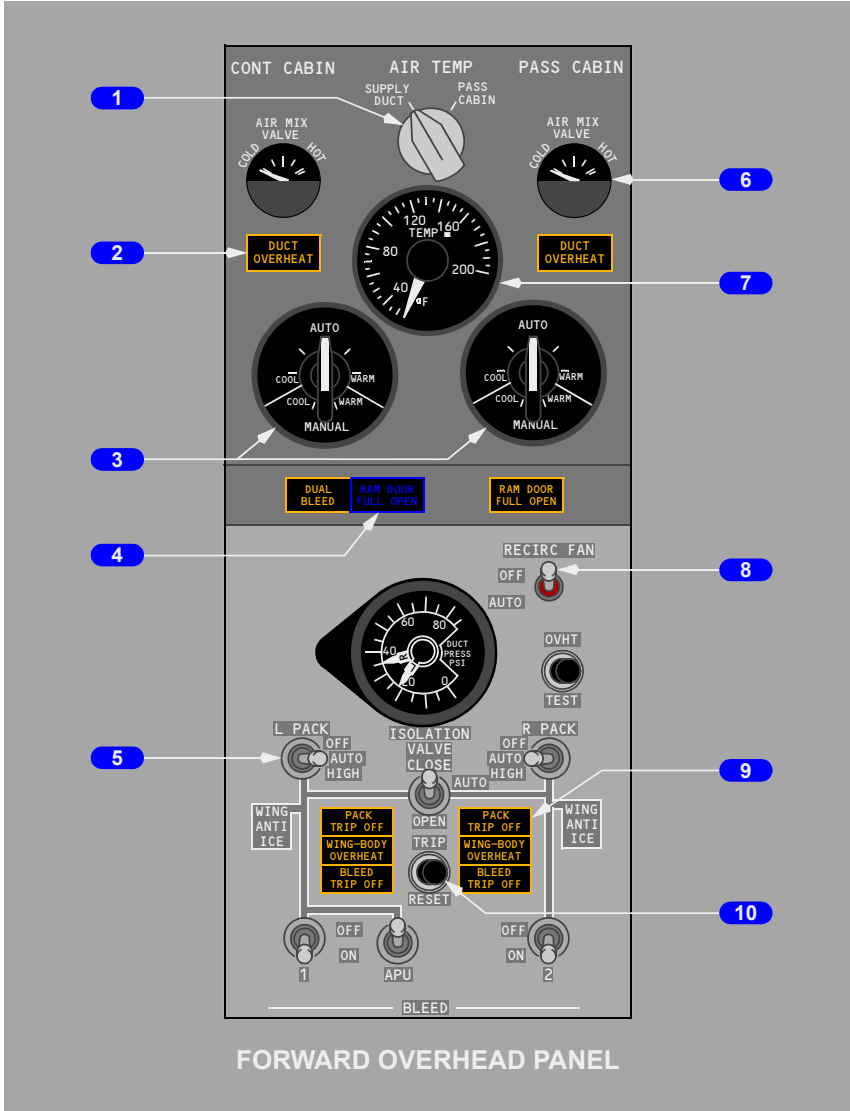 CONT CABIN AIR TEMP PASS CABIN
SUPPLY DUCT
PASS CABIN
1
AIR MIX
VALVE
COLD HOT
AIR MIX
VALVE
COLD HOT
6
2
DUCT
OVERHEAT
120 160
TEMP
80
200
40
F
DUCT
OVERHEAT
7
AUTO
COOL WARM
COOL WARM
MANUAL
AUTO
COOL WARM
COOL WARM
MANUAL
3
DUAL
BLEED
RAM DOOR
FULL OPEN
RAM DOOR
FULL OPEN
4
RECIRC FAN
OFF
AUTO
8
60 80
40
20 0
R
L
DUCT
PRESS
PSI
OVHT
TEST
5
L PACK
OFF
AUTO
HIGH
ISOLATION
VALVE
CLOSE
AUTO
OPEN
R PACK
OFF
AUTO
HIGH
9
WING
ANTI
ICE
PACK
TRIP OFF
WING-BODY
OVERHEAT
BLEED
TRIP OFF
TRIP
RESET
PACK
TRIP OFF
WING-BODY
OVERHEAT
BLEED
TRIP OFF
WING
ANTI
ICE
10
OFF
ON
1
APU
OFF
ON
2
BLEED
FORWARD OVERHEAD PANEL